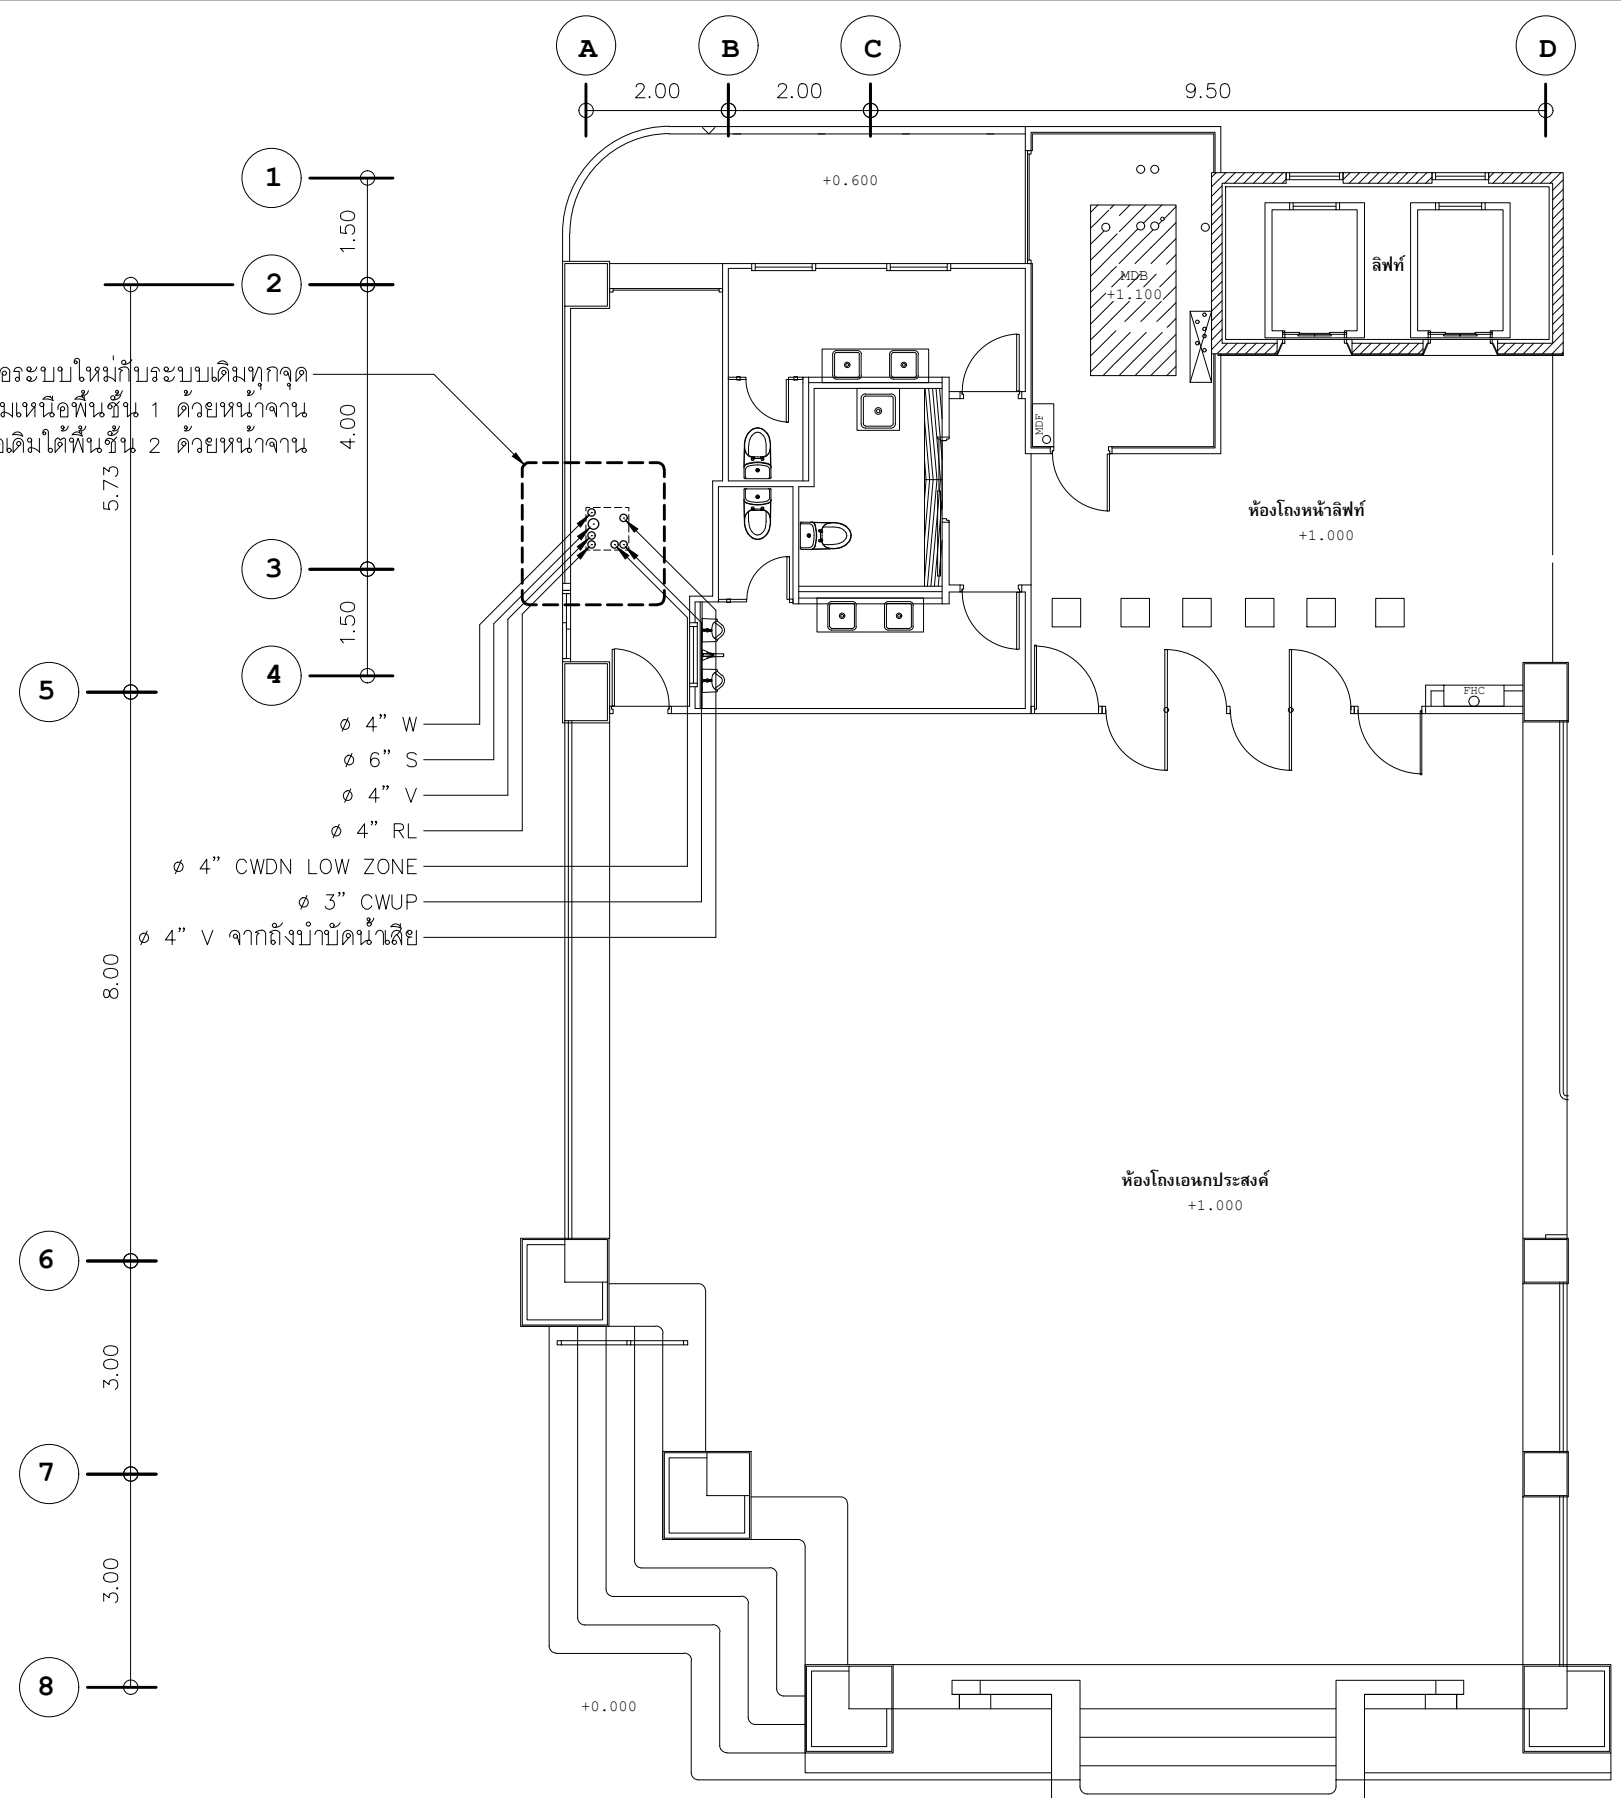 A
B
C
D
2.00
2.00
9.50
1
+0.600
1.50
2
ลิฟท์
MDB
+1.100
ระบบใหม่กับระบบเดิมทุกจุด
เหนือพื้นชั้น 1 ด้วยหน้าจาน
เดิมใต้พื้นชั้น 2 ด้วยหน้าจาน
4.00
MDF
5.73
ห้องโถงหน้าลิฟท์
+1.000
3
1.50
4
5
FHC
ø 4" W
ø 6" S
ø 4" V
ø 4" RL
ø 4" CWDN LOW ZONE
ø 3" CWUP
ø 4" V จากถังบำบัดน้ำเสีย
8.00
ห้องโถงเอนกประสงค์
+1.000
6
3.00
7
3.00
8
+0.000